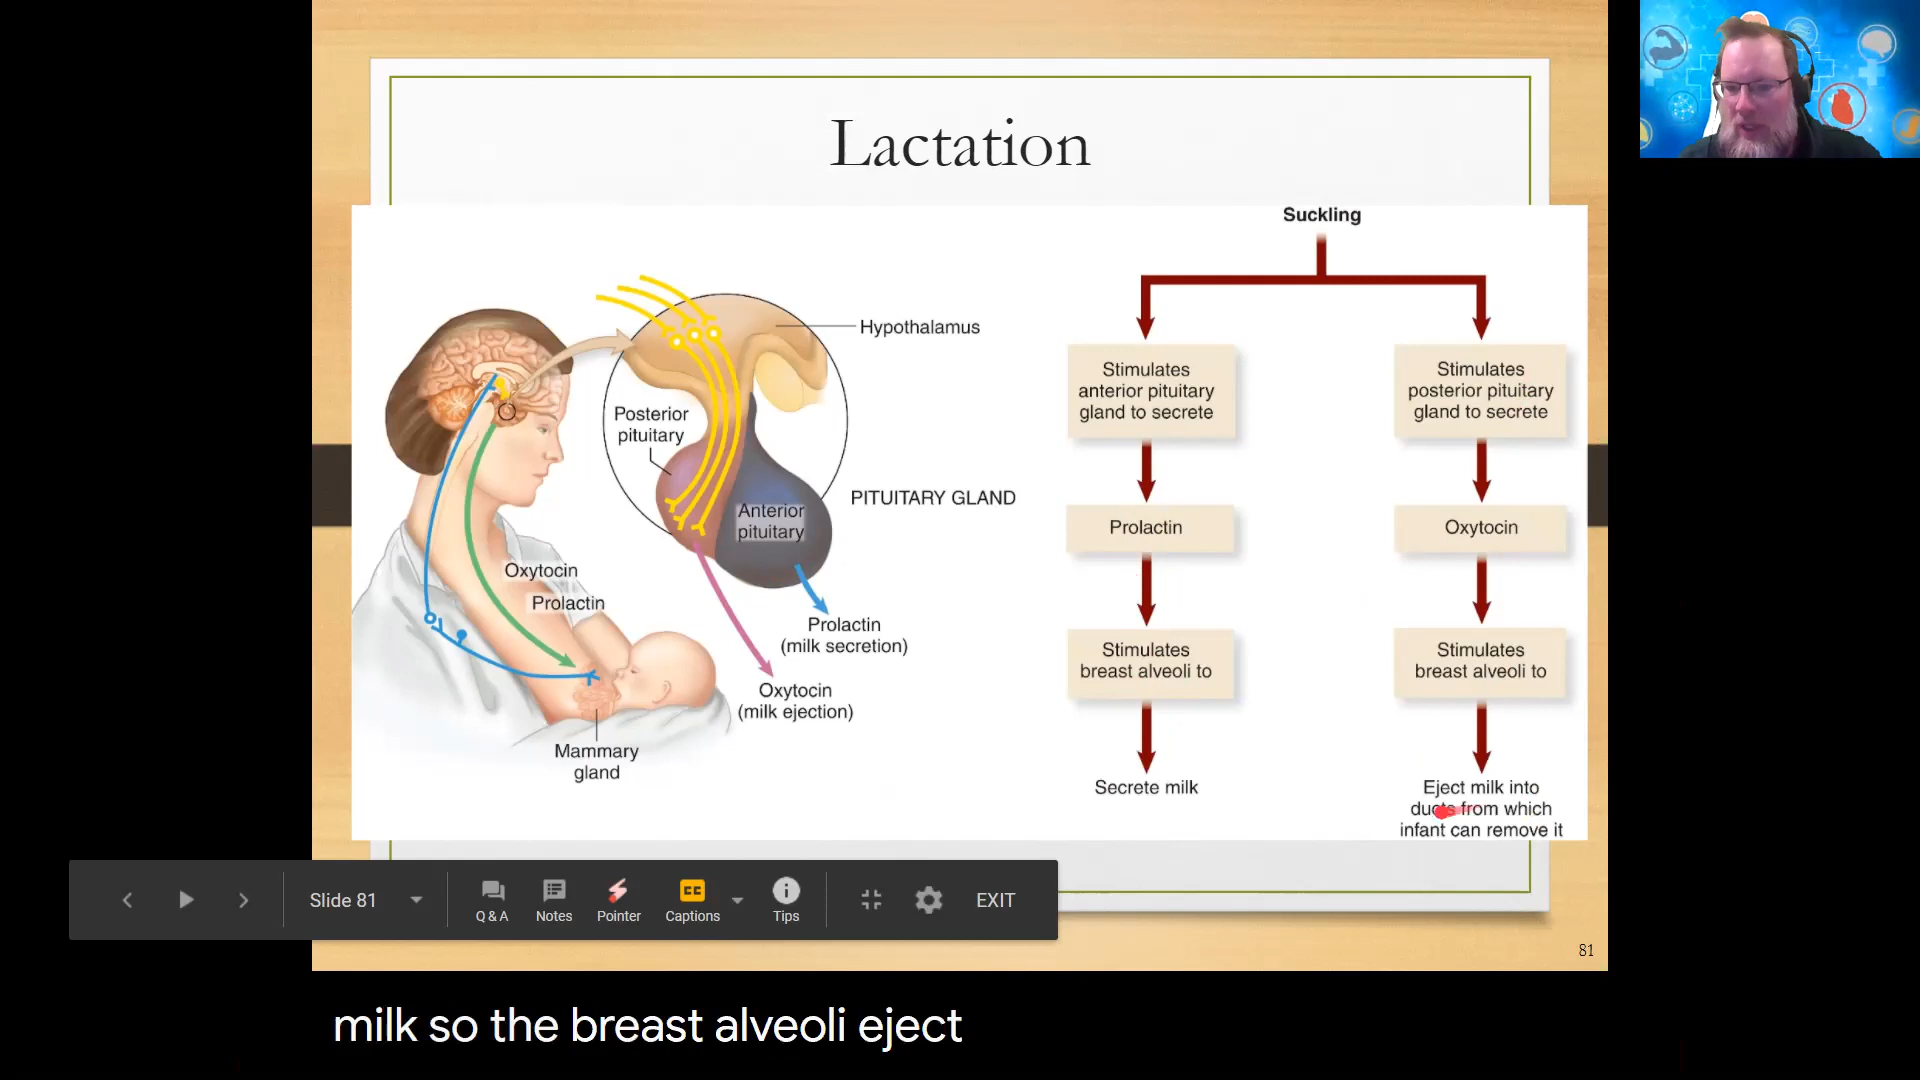 Lactation
Suckling
Hypothalamus
Posterior
pituitary
PITUITARY GLAND
Anterior
pituitary
Oxytocin
Prolactin
Prolactin
(milk secretion)
Oxytocin
(milk ejection)
Mammary
gland
Stimulates
anterior pituitary
gland to secrete
Prolactin
Stimulates
breast alveoli to
Secrete milk
Stimulates
posterior pituitary
gland to secrete
Oxytocin
Stimulates
breast alveoli to
Eject milk into
ducts from which
infant can remove it
Slide 81
Q & A
Notes
Pointer
CC
Captions
Tips
EXIT
81
milk so the breast alveoli eject